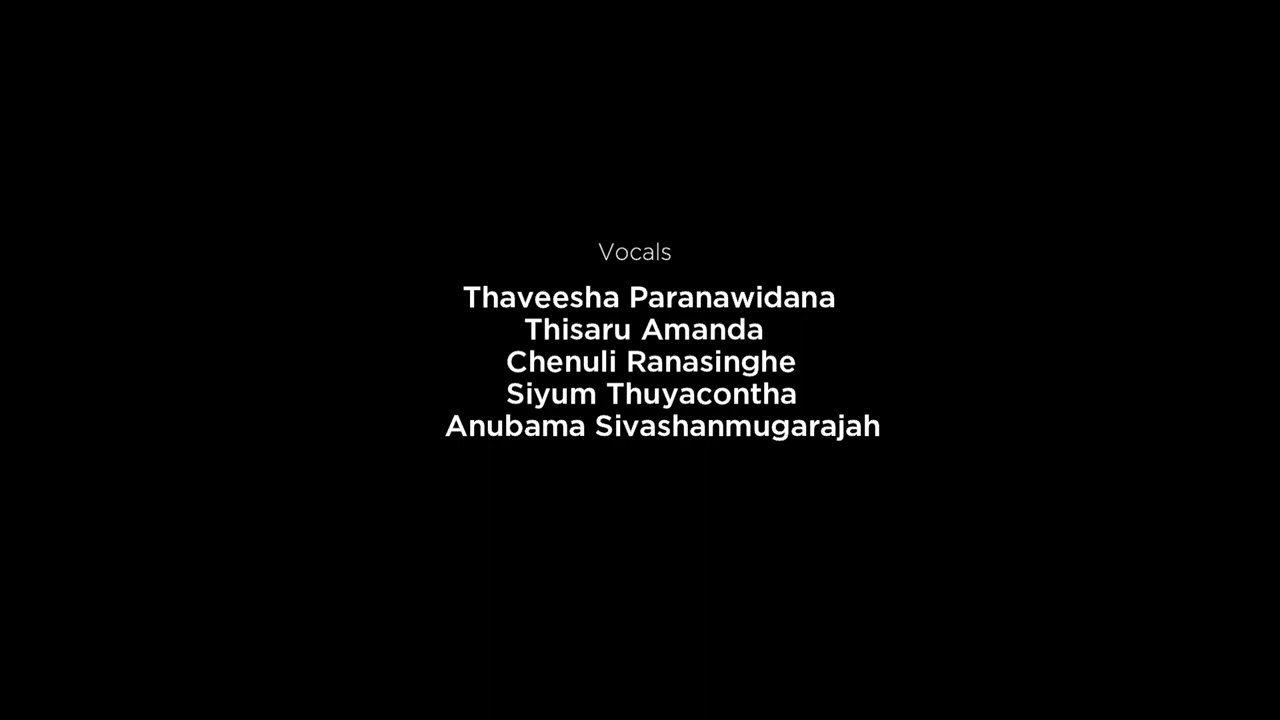 Vocals
Thaveesha Paranawidana
Thisaru Amanda
Chenuli Ranasinghe
Siyum Thuyacontha
Anubama Sivashanmugarajah